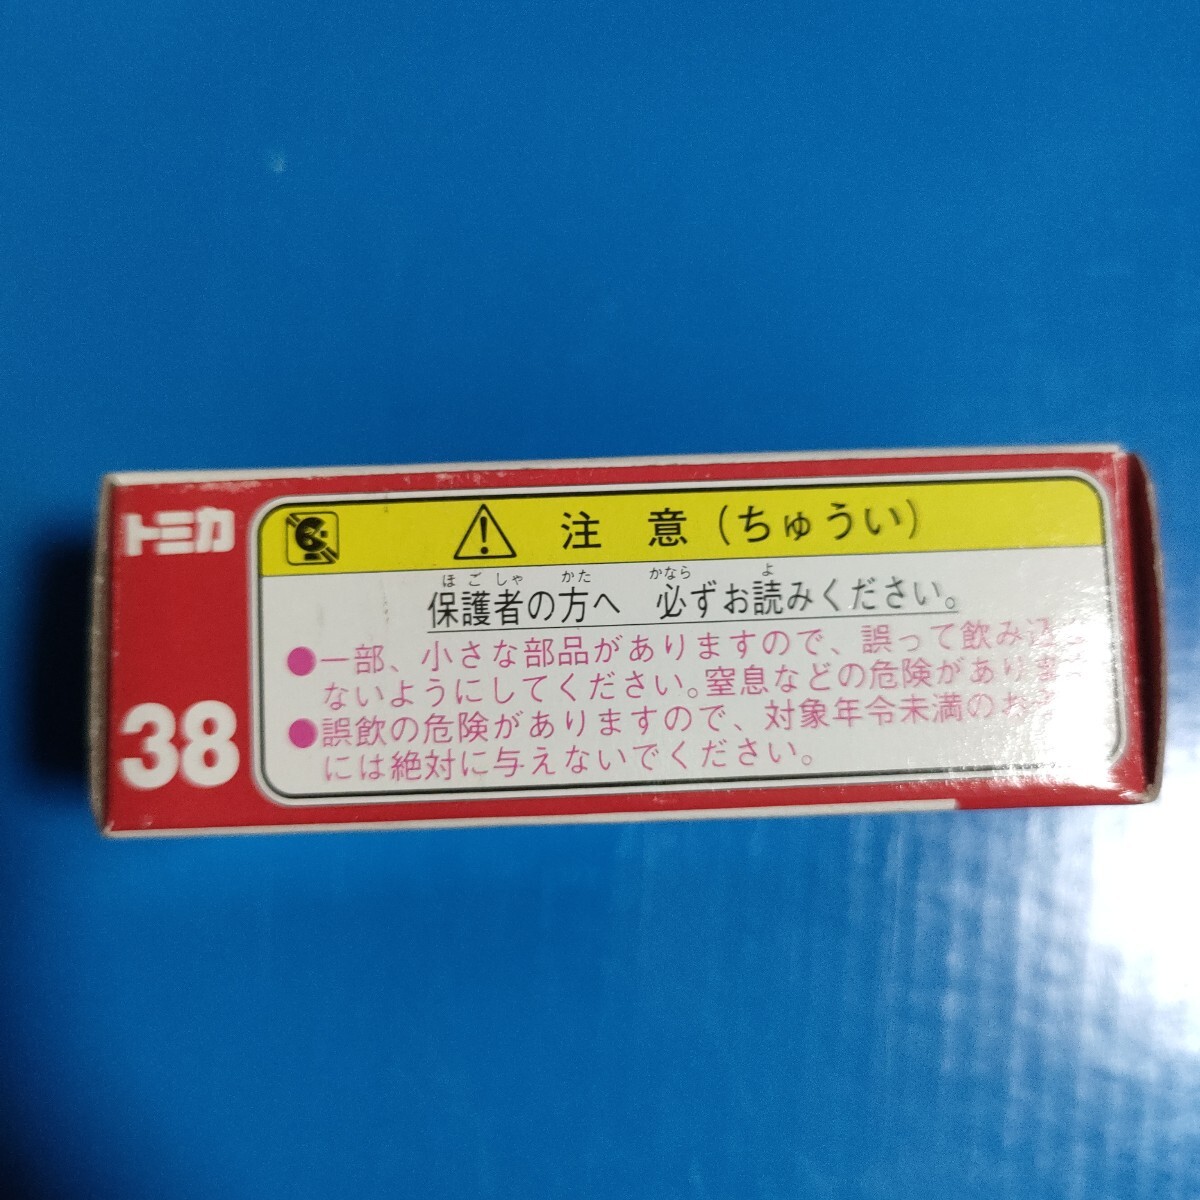 トミカ
38
注 意(ちゅうい)
ほごしゃ かた かなら よ
保護者の方へ 必ずお読みください。
●一部、小さな部品がありますので、誤って飲み込ま
ないようにしてください。窒息などの危険がありま
●誤飲の危険がありますので、対象年令未満のお子
には絶対に与えないでください。